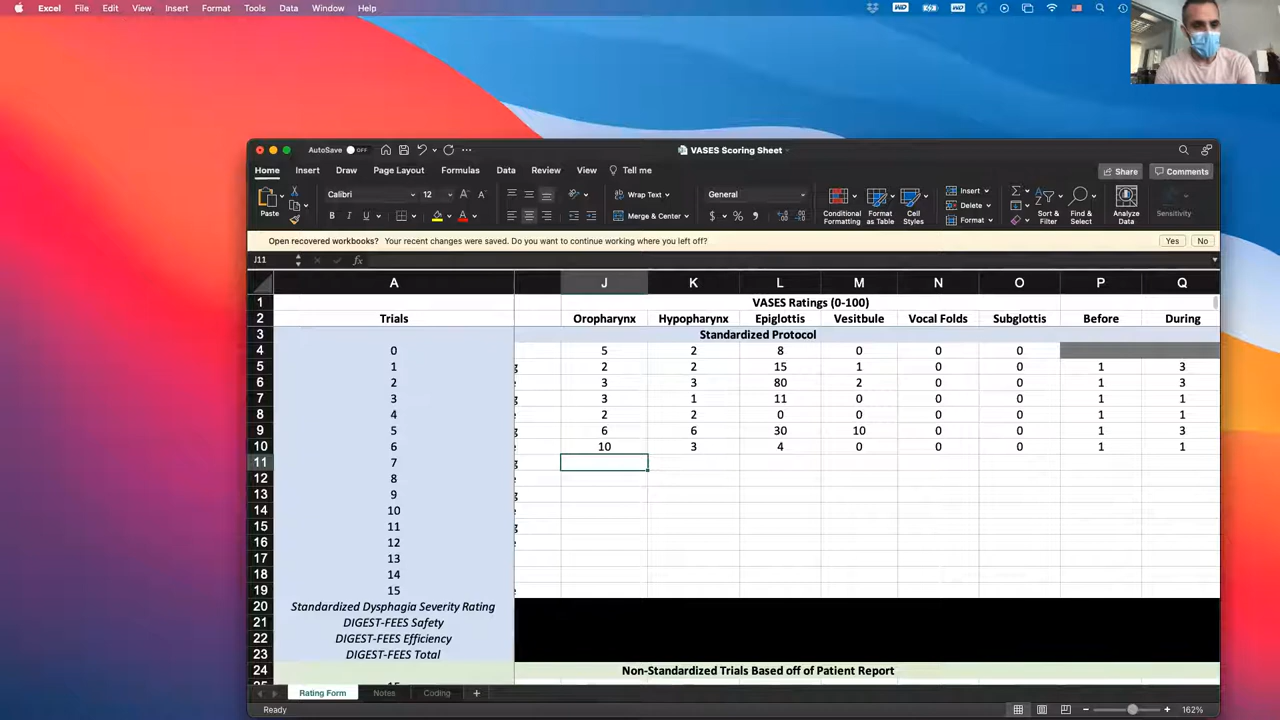 Excel File Edit View Insert Format Tools Data Window Help
AutoSave OFF VASES Scoring Sheet
Home Insert Draw Page Layout Formulas Data Review View Tell me Share Comments
Paste Calibri 12 Wrap Text General Conditional Formatting Format as Table Cell Styles Insert Sort & Filter Find & Select Analyze Data Sensitivity
Delete
B I U Merge & Center $ % Format
Open recovered workbooks? Your recent changes were saved. Do you want to continue working where you left off? Yes No
J11 fx
A J K L M N O P Q
1 VASES Ratings (0-100)
2 Trials Oropharynx Hypopharynx Epiglottis Vesitbule Vocal Folds Subglottis Before During
3 Standardized Protocol
4 0 5 2 8 0 0 0
5 1 g 2 2 15 1 0 0 1 3
6 2 e 3 3 80 2 0 0 1 3
7 3 g 3 1 11 0 0 0 1 1
8 4 e 2 2 0 0 0 0 1 1
9 5 g 6 6 30 10 0 0 1 3
10 6 e 10 3 4 0 0 0 1 1
11 7 g
12 8 e
13 9 g
14 10 e
15 11 g
16 12 e
17 13
18 14
19 15 e
20 Standardized Dysphagia Severity Rating
21 DIGEST-FEES Safety
22 DIGEST-FEES Efficiency
23 DIGEST-FEES Total
24 Non-Standardized Trials Based off of Patient Report
25 15
Rating Form Notes Coding +
Ready 162%